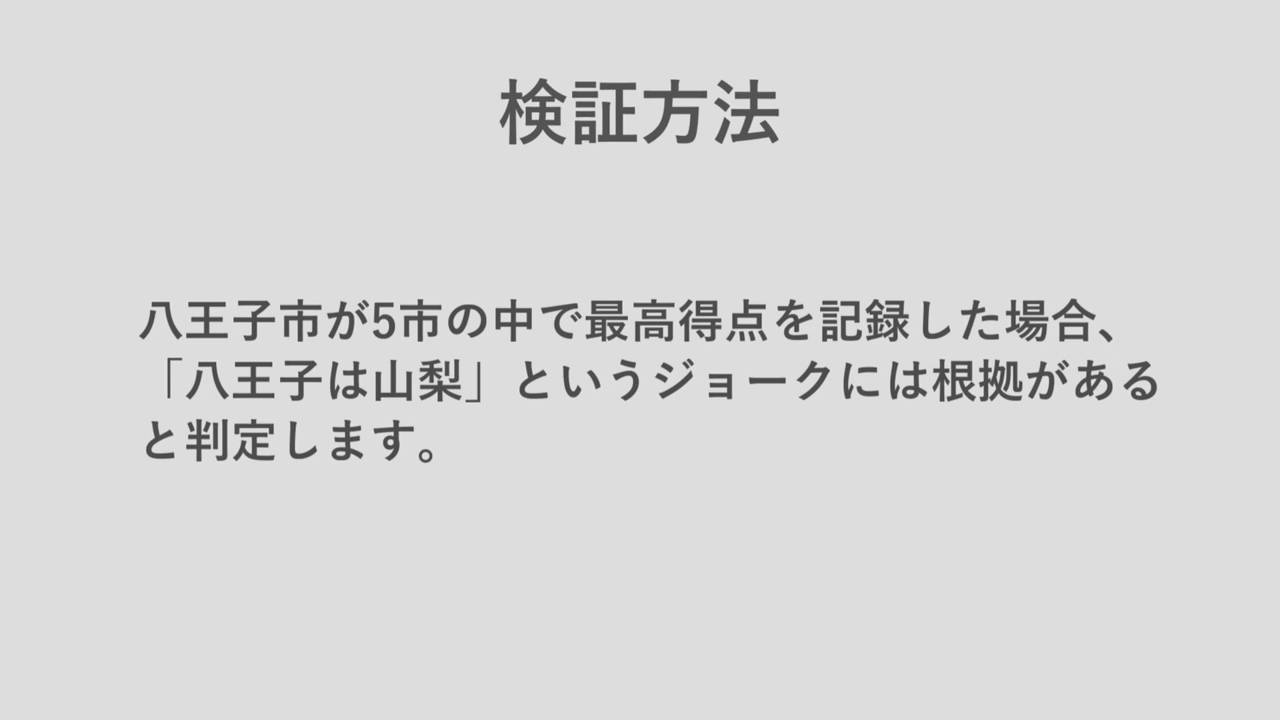 検証方法
八王子市が5市の中で最高得点を記録した場合、
「八王子は山梨」というジョークには根拠がある
と判定します。